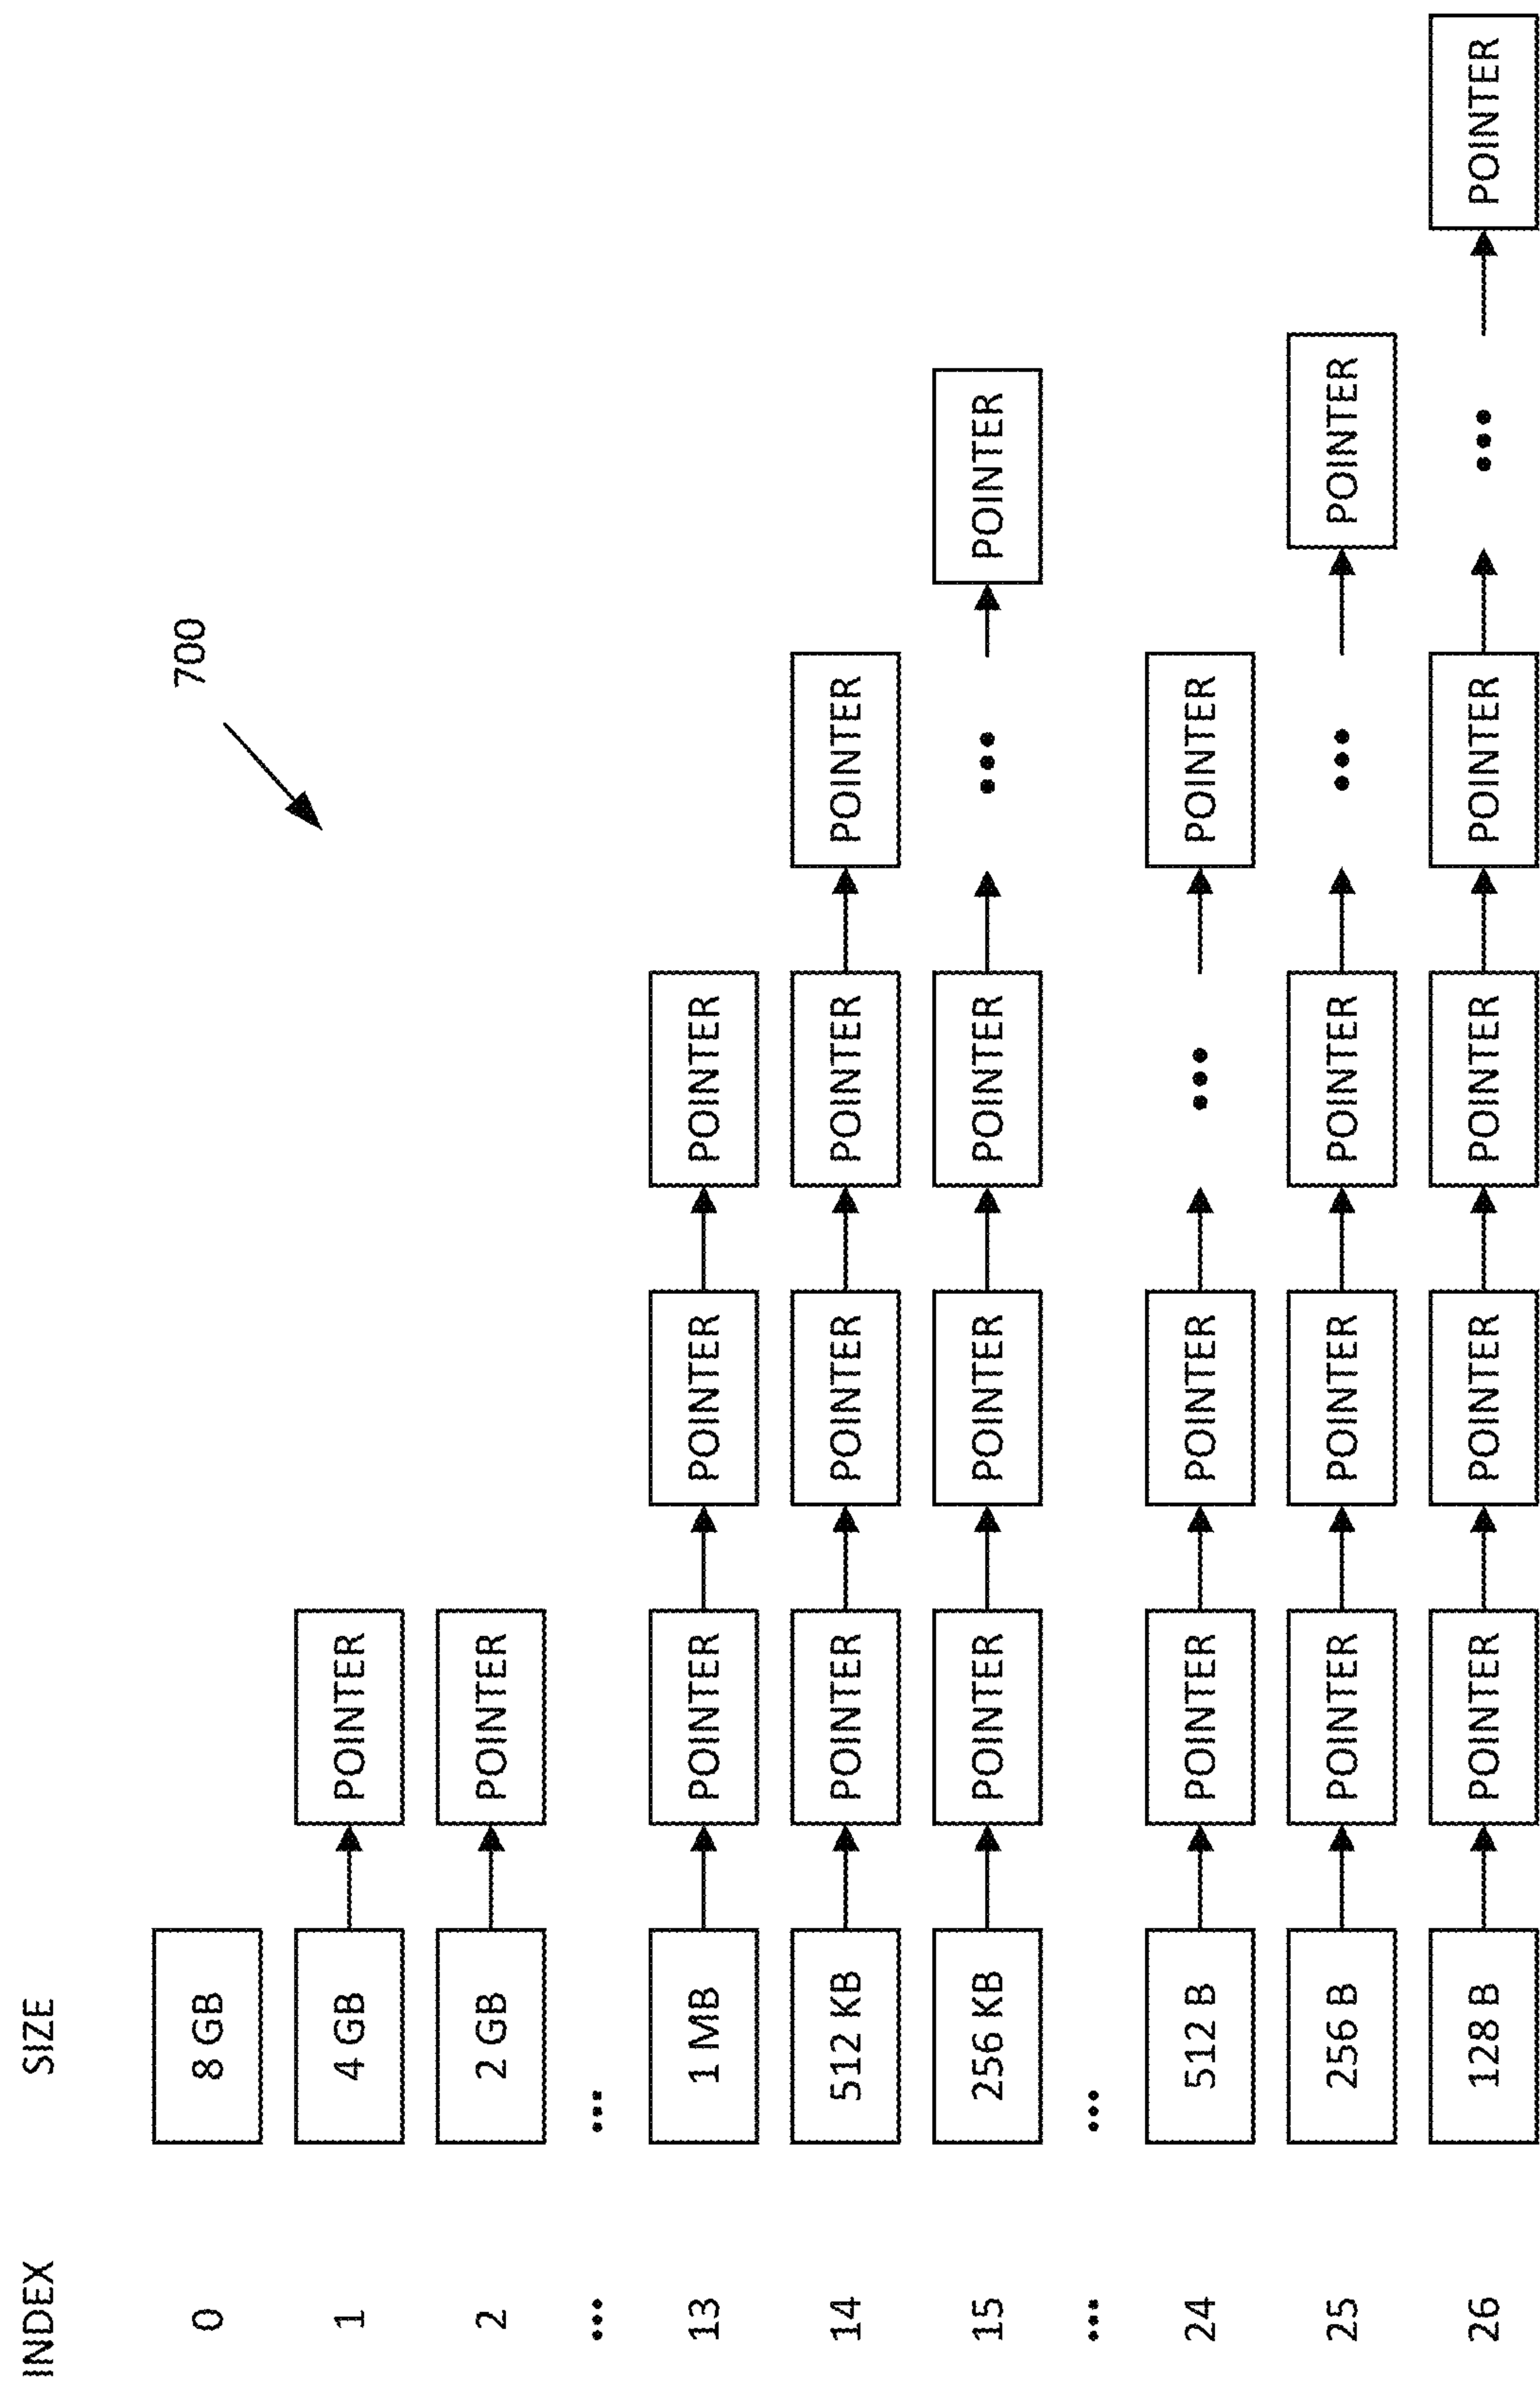 INDEX SIZE
0 8 GB 700
1 4 GB POINTER
2 2 GB POINTER
... ...
13 1 MB POINTER POINTER POINTER
14 512 KB POINTER POINTER POINTER POINTER
15 256 KB POINTER POINTER POINTER ... POINTER
... ...
24 512 B POINTER POINTER ... POINTER
25 256 B POINTER POINTER POINTER ... POINTER
26 128 B POINTER POINTER POINTER POINTER ... POINTER